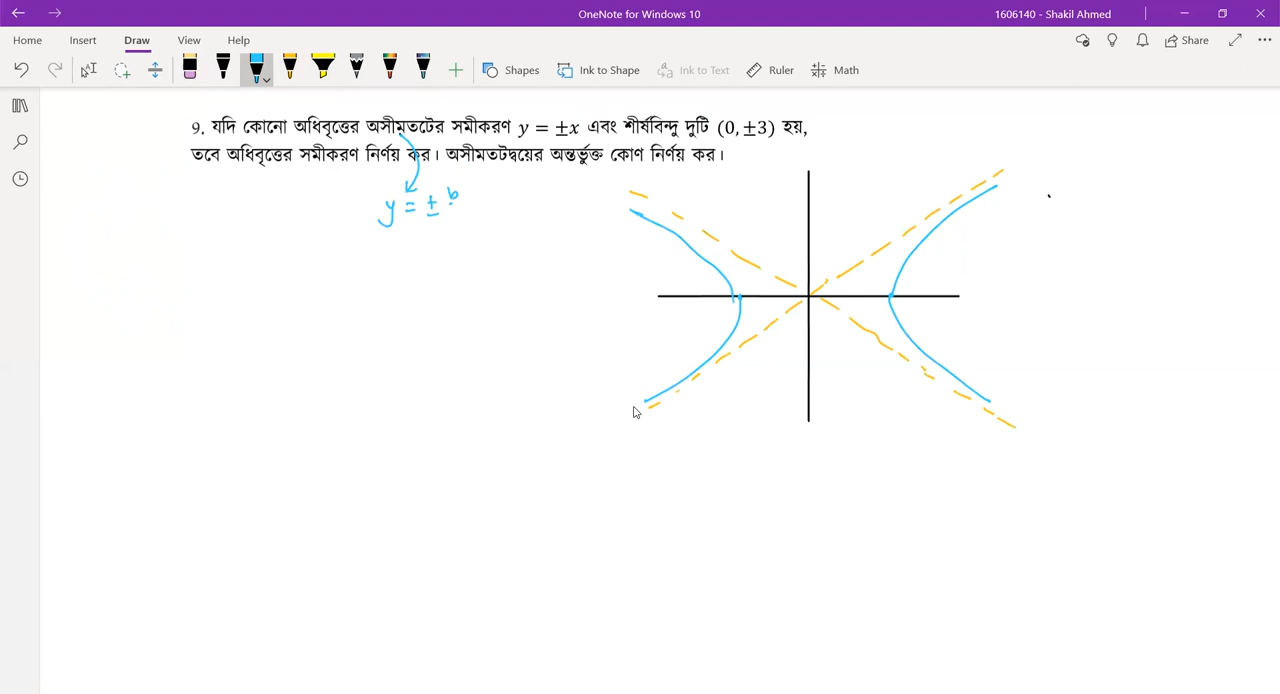 OneNote for Windows 10
1606140 - Shakil Ahmed
Home Insert Draw View Help
Share
Shapes Ink to Shape Ink to Text Ruler Math
9. যদি কোনো অধিবৃত্তের অসীমতটের সমীকরণ y = ±x এবং শীর্ষবিন্দু দুটি (0, ±3) হয়,
তবে অধিবৃত্তের সমীকরণ নির্ণয় কর। অসীমতটদ্বয়ের অন্তর্ভুক্ত কোণ নির্ণয় কর।
y = ± b